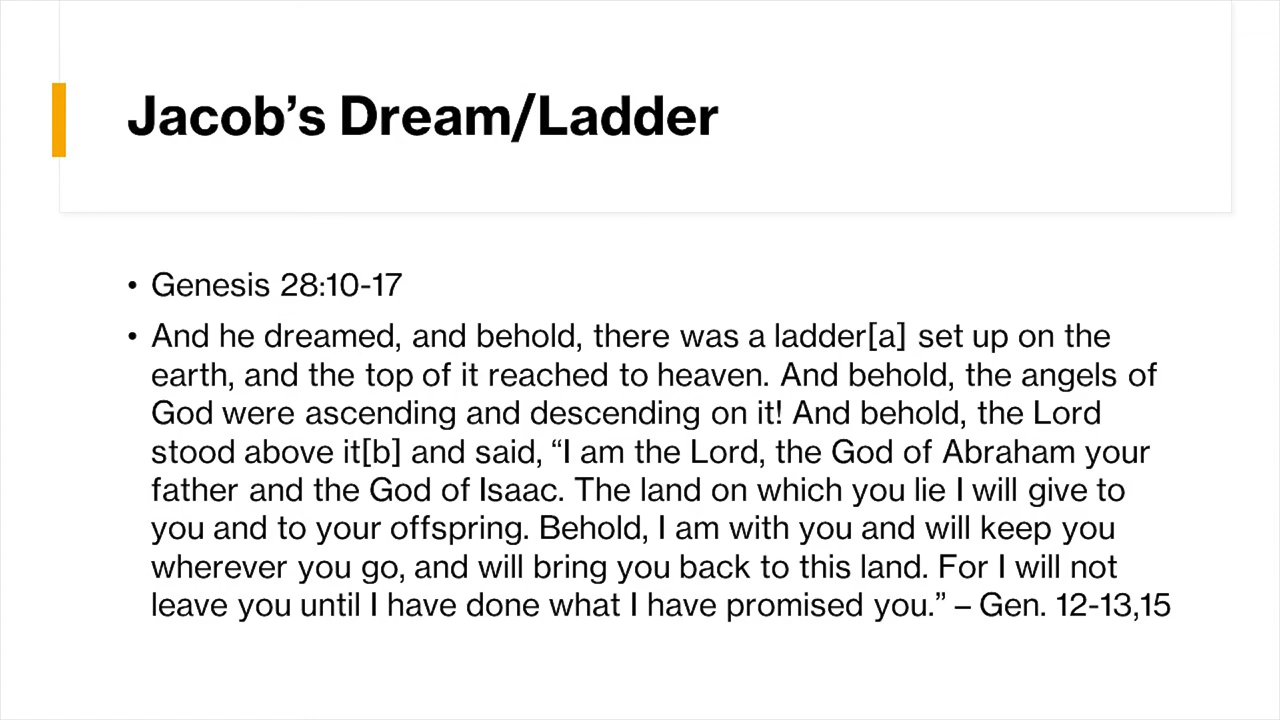 Jacob’s Dream/Ladder
• Genesis 28:10-17
• And he dreamed, and behold, there was a ladder[a] set up on the
earth, and the top of it reached to heaven. And behold, the angels of
God were ascending and descending on it! And behold, the Lord
stood above it[b] and said, “I am the Lord, the God of Abraham your
father and the God of Isaac. The land on which you lie I will give to
you and to your offspring. Behold, I am with you and will keep you
wherever you go, and will bring you back to this land. For I will not
leave you until I have done what I have promised you.” – Gen. 12-13,15